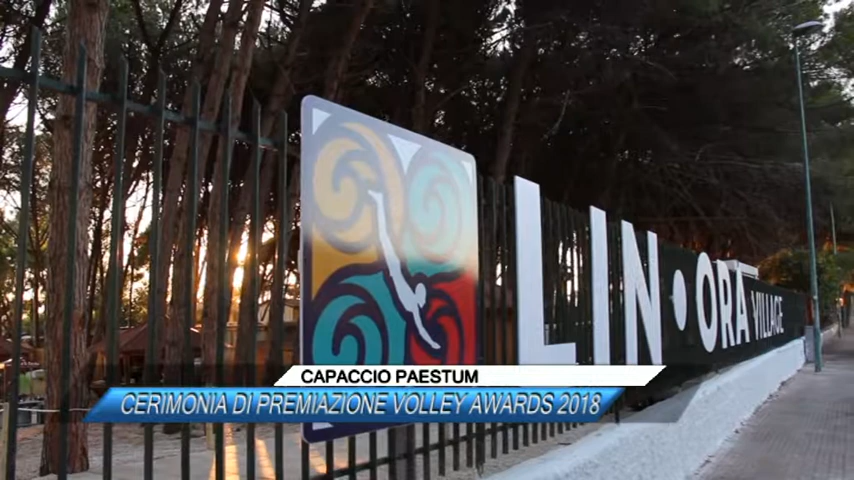 LIN·ORA VILLAGE
CAPACCIO PAESTUM
CERIMONIA DI PREMIAZIONE VOLLEY AWARDS 2018